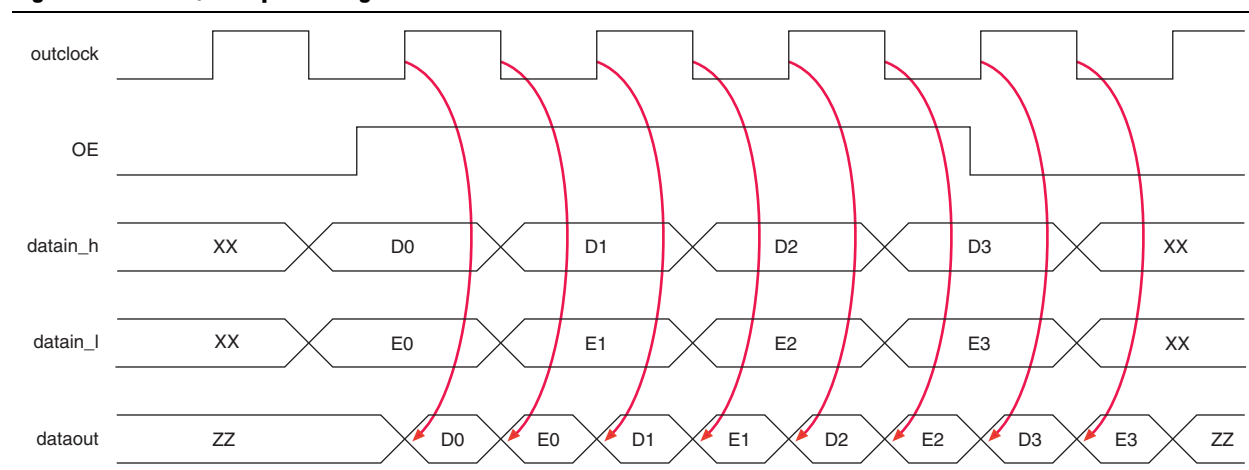 outclock
OE
datain_h XX D0 D1 D2 D3 XX
datain_l XX E0 E1 E2 E3 XX
dataout ZZ D0 E0 D1 E1 D2 E2 D3 E3 ZZ